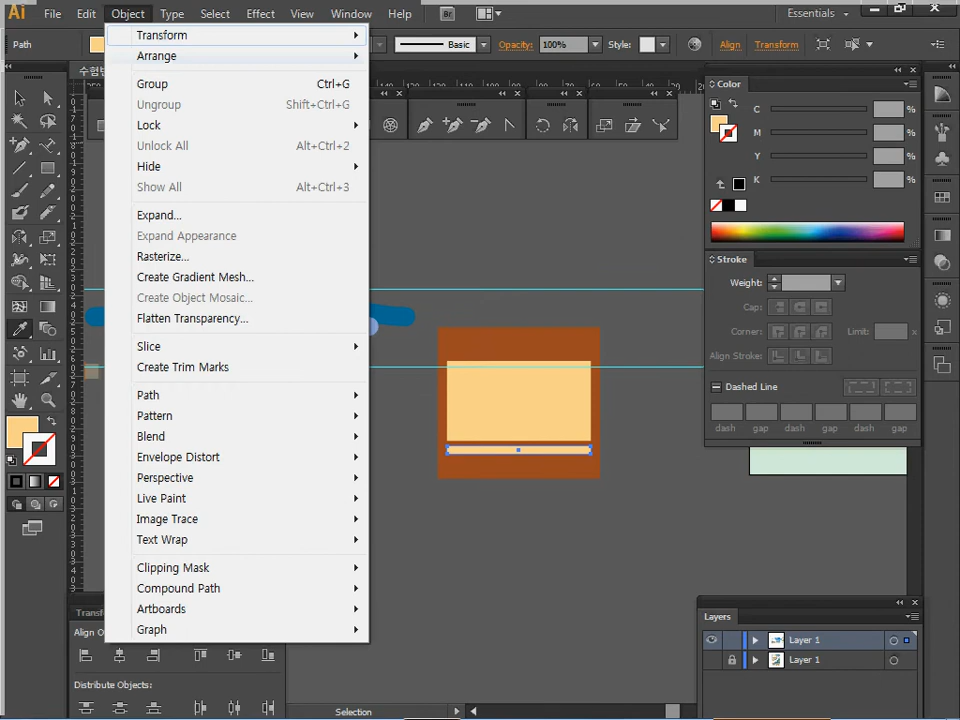 Ai File Edit Object Type Select Effect View Window Help Br Essentials
Path Basic Opacity: 100% Style: Align Transform
Transform
Arrange
Group Ctrl+G
Ungroup Shift+Ctrl+G
Lock
Unlock All Alt+Ctrl+2
Hide
Show All Alt+Ctrl+3
Expand...
Expand Appearance
Rasterize...
Create Gradient Mesh...
Create Object Mosaic...
Flatten Transparency...
Slice
Create Trim Marks
Path
Pattern
Blend
Envelope Distort
Perspective
Live Paint
Image Trace
Text Wrap
Clipping Mask
Compound Path
Artboards
Graph
Color
C %
M %
Y %
K %
Stroke
Weight:
Cap:
Corner: Limit: x
Align Stroke:
Dashed Line
dash gap dash gap dash gap
Layers
Layer 1
Layer 1
Distribute Objects:
Selection